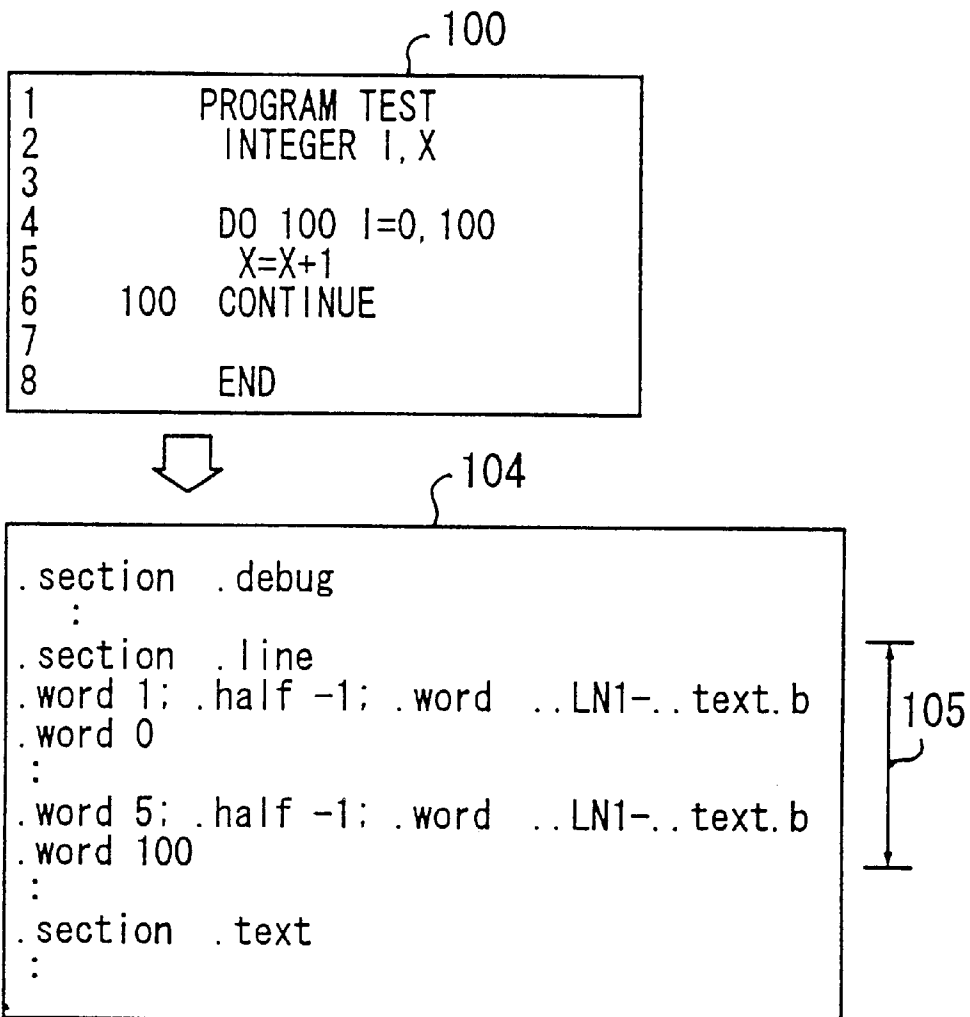 100
1 PROGRAM TEST
2 INTEGER I,X
3
4 DO 100 I=0,100
5 X=X+1
6 100 CONTINUE
7
8 END
104
.section .debug
:
.section .line
.word 1; .half -1; .word ..LN1-..text.b
.word 0
:
.word 5; .half -1; .word ..LN1-..text.b
.word 100
:
.section .text
:
105